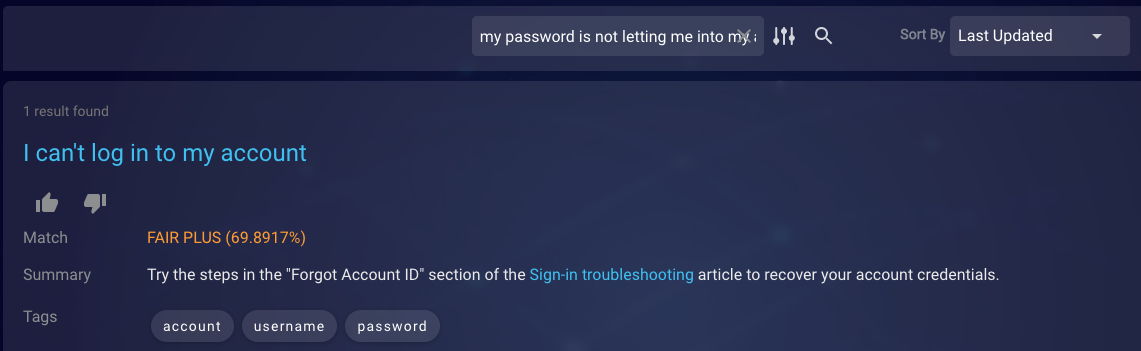 my password is not letting me into my
Sort By Last Updated
1 result found
I can't log in to my account
Match FAIR PLUS (69.8917%)
Summary Try the steps in the "Forgot Account ID" section of the Sign-in troubleshooting article to recover your account credentials.
Tags account username password